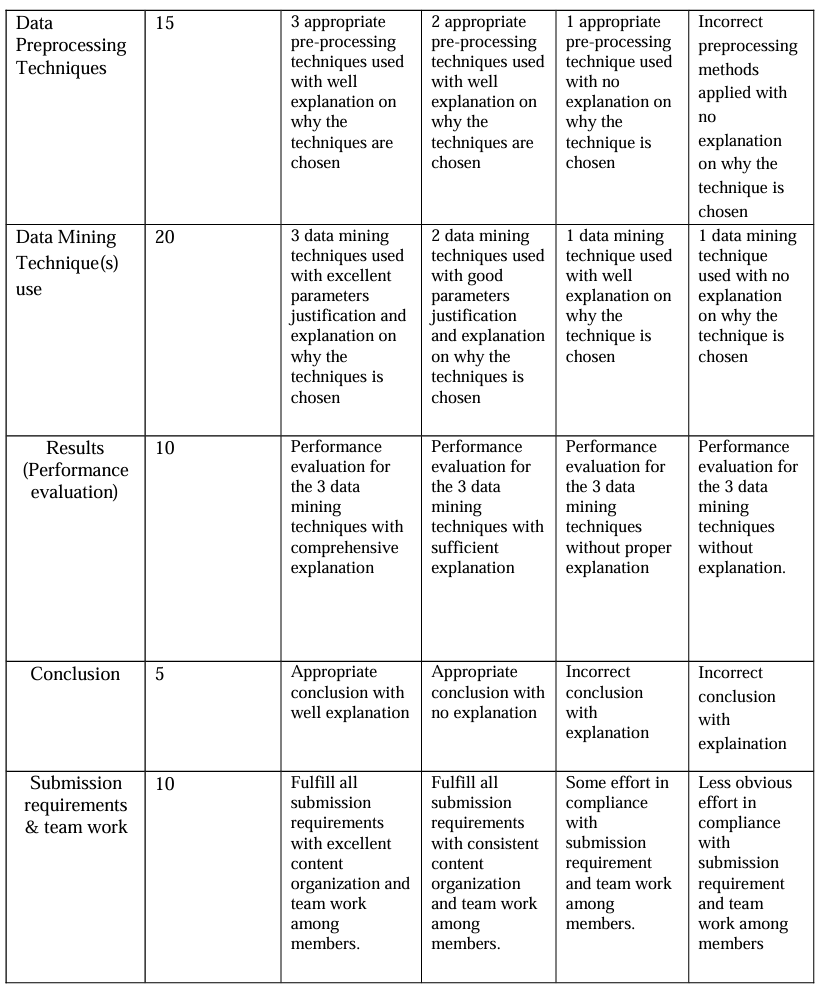 Data
Preprocessing
Techniques
15
3 appropriate
pre-processing
techniques used
with well
explanation on
why the
techniques are
chosen
2 appropriate
pre-processing
techniques used
with well
explanation on
why the
techniques are
chosen
1 appropriate
pre-processing
technique used
with no
explanation on
why the
technique is
chosen
Incorrect
preprocessing
methods
applied with
no
explanation
on why the
technique is
chosen
Data Mining
Technique(s)
use
20
3 data mining
techniques used
with excellent
parameters
justification and
explanation on
why the
techniques is
chosen
2 data mining
techniques used
with good
parameters
justification
and explanation
on why the
techniques is
chosen
1 data mining
technique used
with well
explanation on
why the
technique is
chosen
1 data mining
technique
used with no
explanation
on why the
technique is
chosen
Results
(Performance
evaluation)
10
Performance
evaluation for
the 3 data
mining
techniques with
comprehensive
explanation
Performance
evaluation for
the 3 data
mining
techniques with
sufficient
explanation
Performance
evaluation for
the 3 data
mining
techniques
without proper
explanation
Performance
evaluation for
the 3 data
mining
techniques
without
explanation.
Conclusion
5
Appropriate
conclusion with
well explanation
Appropriate
conclusion with
no explanation
Incorrect
conclusion
with
explanation
Incorrect
conclusion
with
explaination
Submission
requirements
& team work
10
Fulfill all
submission
requirements
with excellent
content
organization and
team work
among
members.
Fulfill all
submission
requirements
with consistent
content
organization
and team work
among
members.
Some effort in
compliance
with
submission
requirement
and team work
among
members.
Less obvious
effort in
compliance
with
submission
requirement
and team
work among
members